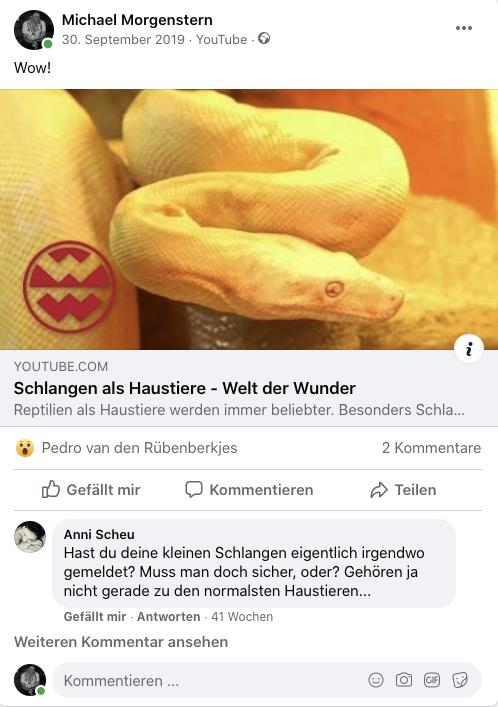 Michael Morgenstern
30. September 2019 · YouTube ·
Wow!
YOUTUBE.COM
Schlangen als Haustiere - Welt der Wunder
Reptilien als Haustiere werden immer beliebter. Besonders Schla...
Pedro van den Rübenberkjes
2 Kommentare
Gefällt mir
Kommentieren
Teilen
Anni Scheu
Hast du deine kleinen Schlangen eigentlich irgendwo
gemeldet? Muss man doch sicher, oder? Gehören ja
nicht gerade zu den normalsten Haustieren...
Gefällt mir · Antworten · 41 Wochen
Weiteren Kommentar ansehen
Kommentieren ...
GIF